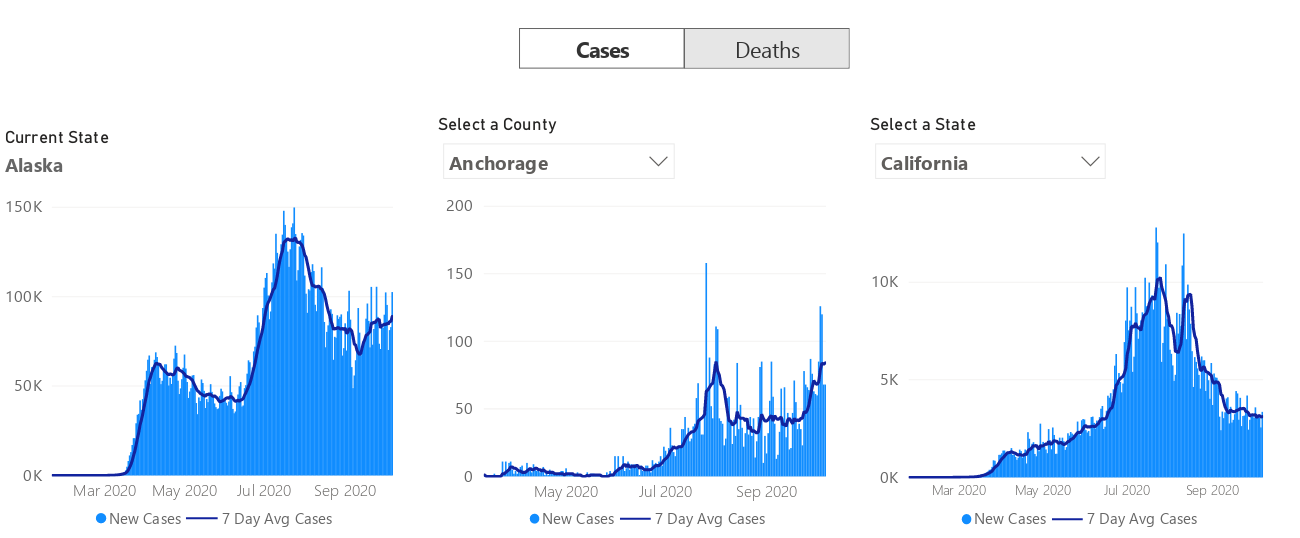 Cases Deaths
Current State
Alaska
150K
100K
50K
0K
Mar 2020 May 2020 Jul 2020 Sep 2020
New Cases 7 Day Avg Cases
Select a County
Anchorage
200
150
100
50
0
May 2020 Jul 2020 Sep 2020
New Cases 7 Day Avg Cases
Select a State
California
10K
5K
0K
Mar 2020 May 2020 Jul 2020 Sep 2020
New Cases 7 Day Avg Cases